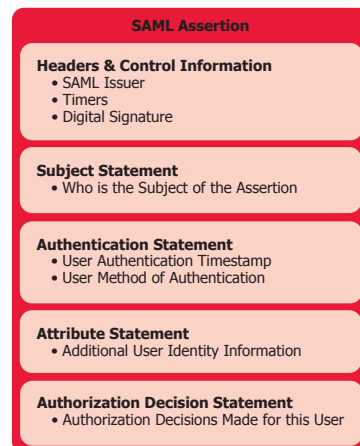 SAML Assertion
Headers & Control Information
• SAML Issuer
• Timers
• Digital Signature
Subject Statement
• Who is the Subject of the Assertion
Authentication Statement
• User Authentication Timestamp
• User Method of Authentication
Attribute Statement
• Additional User Identity Information
Authorization Decision Statement
• Authorization Decisions Made for this User